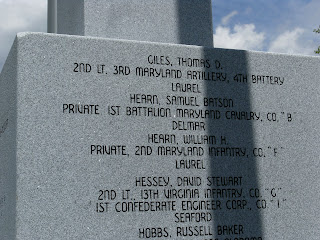 GILES, THOMAS D.
2ND LT. 3RD MARYLAND ARTILLERY, 4TH BATTERY
LAUREL
HEARN, SAMUEL BATSON
PRIVATE 1ST BATTALION MARYLAND CAVALRY, CO. "B
DELMAR
HEARN, WILLIAM H.
PRIVATE, 2ND MARYLAND INFANTRY, CO. "F"
LAUREL
HESSEY, DAVID STEWART
2ND LT., 13TH VIRGINIA INFANTRY, CO. "G"
1ST CONFEDERATE ENGINEER CORP., CO. "I"
SEAFORD
HOBBS, RUSSELL BAKER